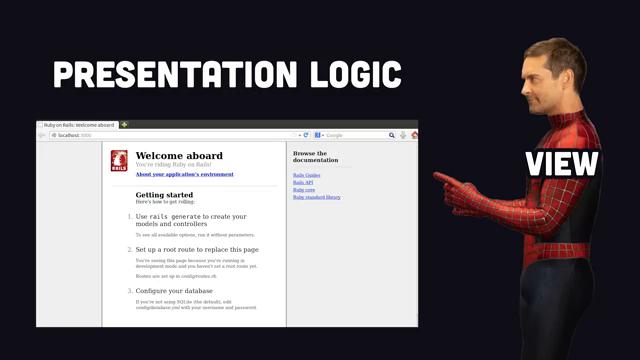 PRESENTATION LOGIC
VIEW
Ruby on Rails: Welcome aboard
localhost:3000
Google
RAILS
Welcome aboard
You're riding Ruby on Rails!
About your application's environment
Getting started
Here's how to get rolling:
1. Use rails generate to create your
models and controllers
To see all available options, run it without parameters.
2. Set up a root route to replace this page
You're seeing this page because you're running in
development mode and you haven't set a root route yet.
Routes are set up in config/routes.rb.
3. Configure your database
If you're not using SQLite (the default), edit
config/database.yml with your username and password.
Browse the
documentation
Rails Guides
Rails API
Ruby core
Ruby standard library